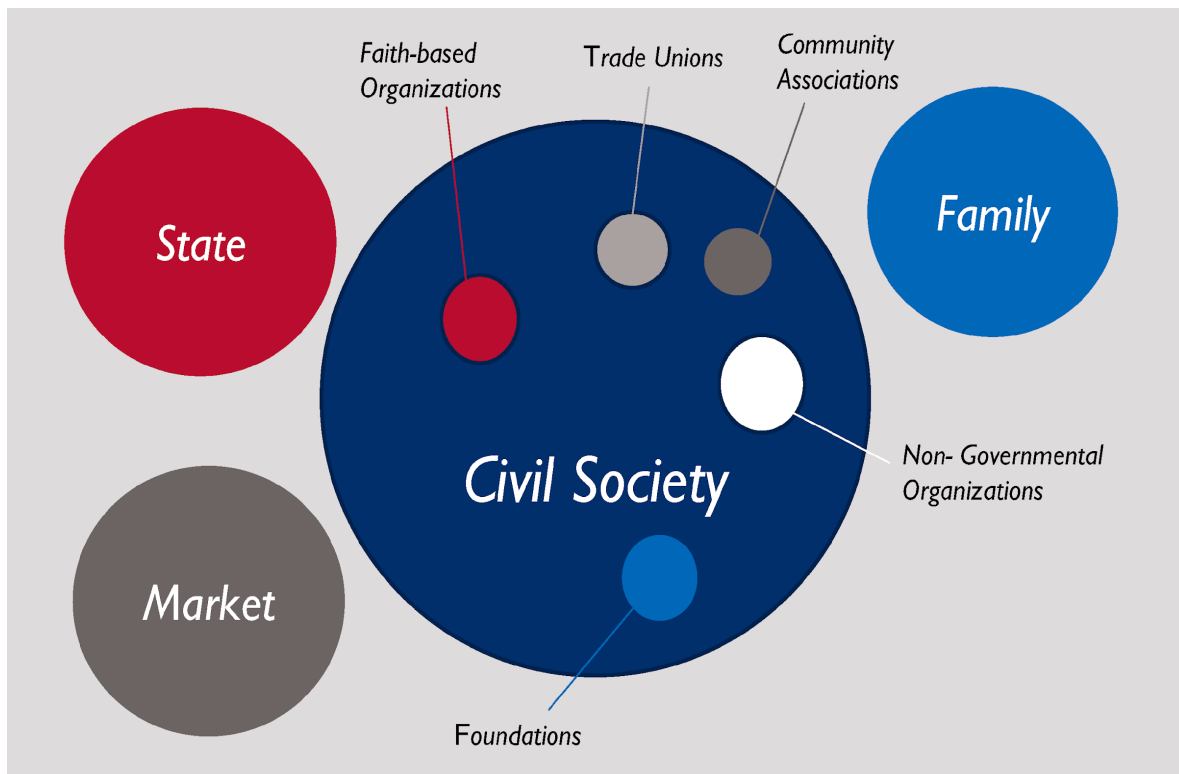 Faith-based
Organizations
Trade Unions
Community
Associations
State
Family
Civil Society
Non- Governmental
Organizations
Market
Foundations